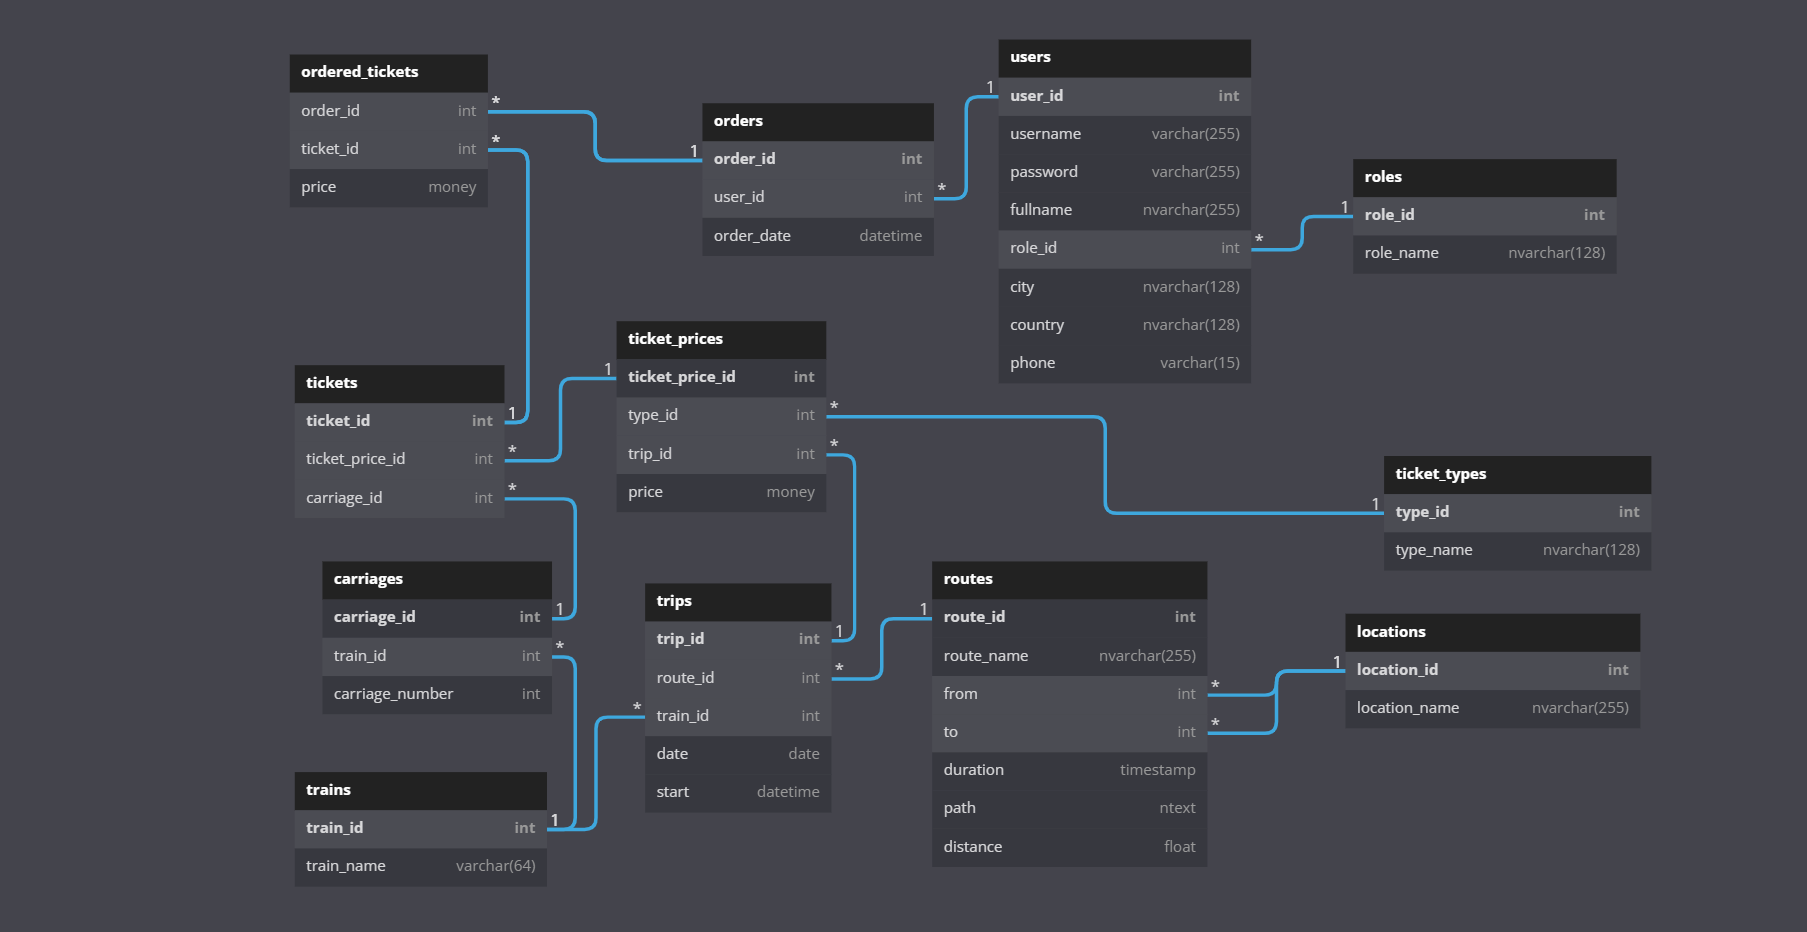 ordered_tickets
order_id int *
ticket_id int *
price money
orders
1 order_id int
user_id int *
order_date datetime
users
1 user_id int
username varchar(255)
password varchar(255)
fullname nvarchar(255)
role_id int *
city nvarchar(128)
country nvarchar(128)
phone varchar(15)
roles
1 role_id int
role_name nvarchar(128)
tickets
ticket_id int 1
ticket_price_id int *
carriage_id int *
ticket_prices
1 ticket_price_id int
type_id int *
trip_id int *
price money
ticket_types
1 type_id int
type_name nvarchar(128)
carriages
carriage_id int 1
train_id int *
carriage_number int
trips
trip_id int 1
route_id int *
* train_id int
date date
start datetime
routes
1 route_id int
route_name nvarchar(255)
from int *
to int *
duration timestamp
path ntext
distance float
locations
1 location_id int
location_name nvarchar(255)
trains
train_id int 1
train_name varchar(64)